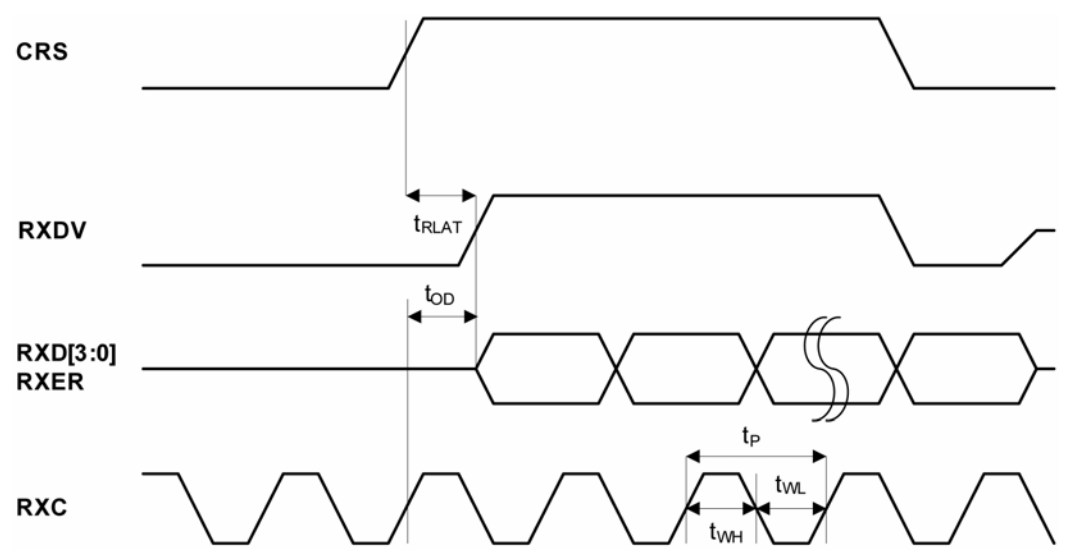 CRS
tRLAT
RXDV
tOD
RXD[3:0]
RXER
tP
tWL
RXC
tWH